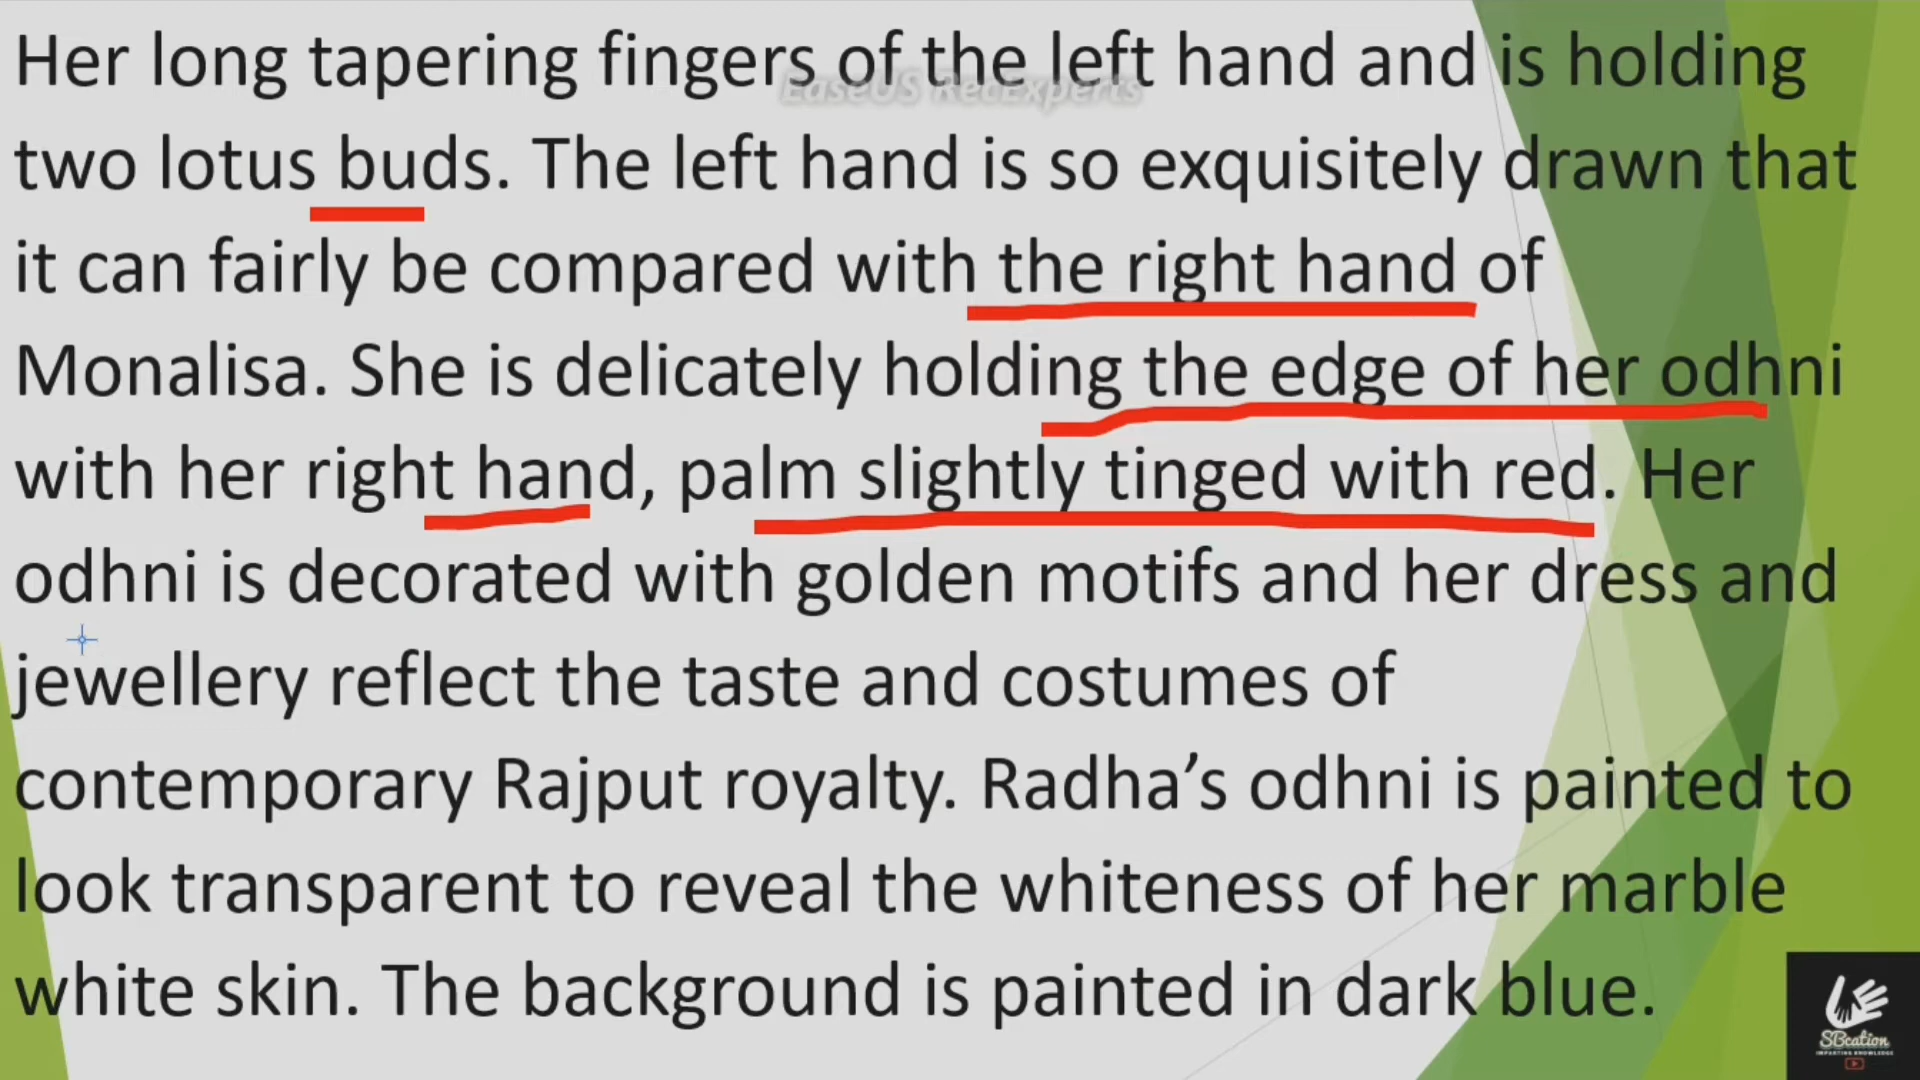 Her long tapering fingers of the left hand and is holding
EaseUS RecExperts
two lotus buds. The left hand is so exquisitely drawn that
it can fairly be compared with the right hand of
Monalisa. She is delicately holding the edge of her odhni
with her right hand, palm slightly tinged with red. Her
odhni is decorated with golden motifs and her dress and
jewellery reflect the taste and costumes of
contemporary Rajput royalty. Radha’s odhni is painted to
look transparent to reveal the whiteness of her marble
white skin. The background is painted in dark blue.
SBcation
IMPARTING KNOWLEDGE